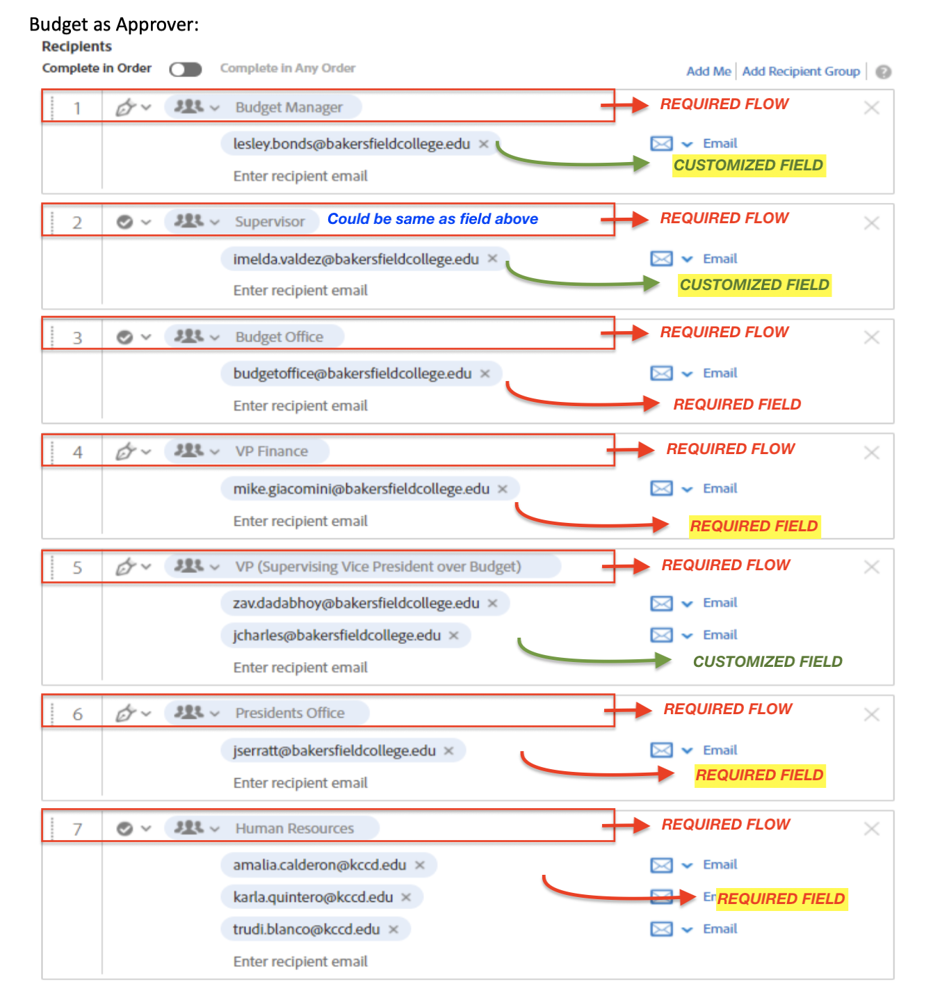 Budget as Approver:
Recipients
Complete in Order Complete in Any Order Add Me Add Recipient Group ?
1 Budget Manager REQUIRED FLOW
lesley.bonds@bakersfieldcollege.edu × Email
CUSTOMIZED FIELD
Enter recipient email
2 Supervisor Could be same as field above REQUIRED FLOW
imelda.valdez@bakersfieldcollege.edu × Email
CUSTOMIZED FIELD
Enter recipient email
3 Budget Office REQUIRED FLOW
budgetoffice@bakersfieldcollege.edu × Email
Enter recipient email REQUIRED FIELD
4 VP Finance REQUIRED FLOW
mike.giacomini@bakersfieldcollege.edu × Email
Enter recipient email REQUIRED FIELD
5 VP (Supervising Vice President over Budget) REQUIRED FLOW
zav.dadabhoy@bakersfieldcollege.edu × Email
jcharles@bakersfieldcollege.edu × Email
Enter recipient email CUSTOMIZED FIELD
6 Presidents Office REQUIRED FLOW
jserratt@bakersfieldcollege.edu × Email
Enter recipient email REQUIRED FIELD
7 Human Resources REQUIRED FLOW
amalia.calderon@kccd.edu × Email
karla.quintero@kccd.edu × REQUIRED FIELD
trudi.blanco@kccd.edu × Email
Enter recipient email